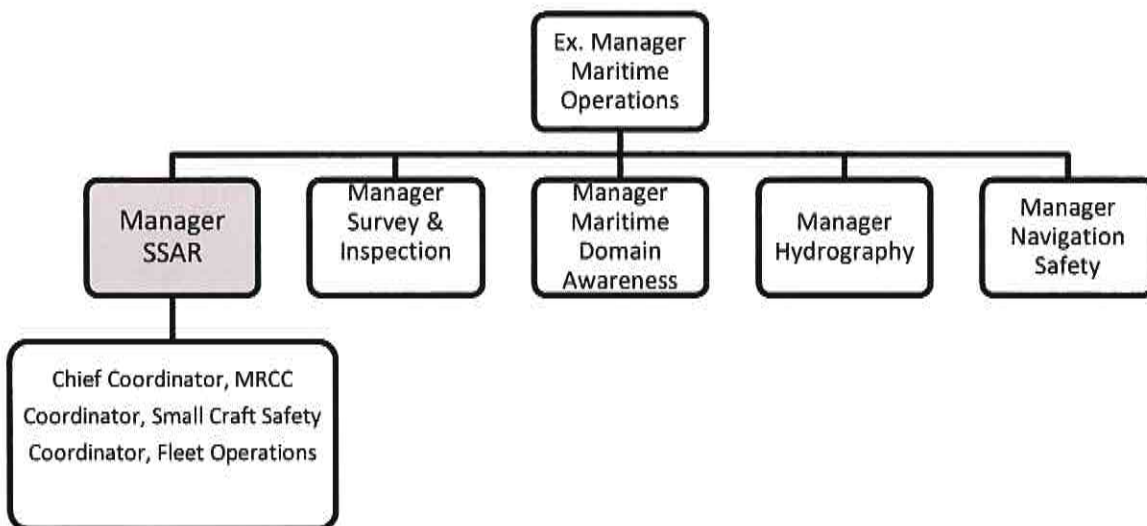 Ex. Manager
Maritime
Operations
Manager
SSAR
Manager
Survey &
Inspection
Manager
Maritime
Domain
Awareness
Manager
Hydrography
Manager
Navigation
Safety
Chief Coordinator, MRCC
Coordinator, Small Craft Safety
Coordinator, Fleet Operations